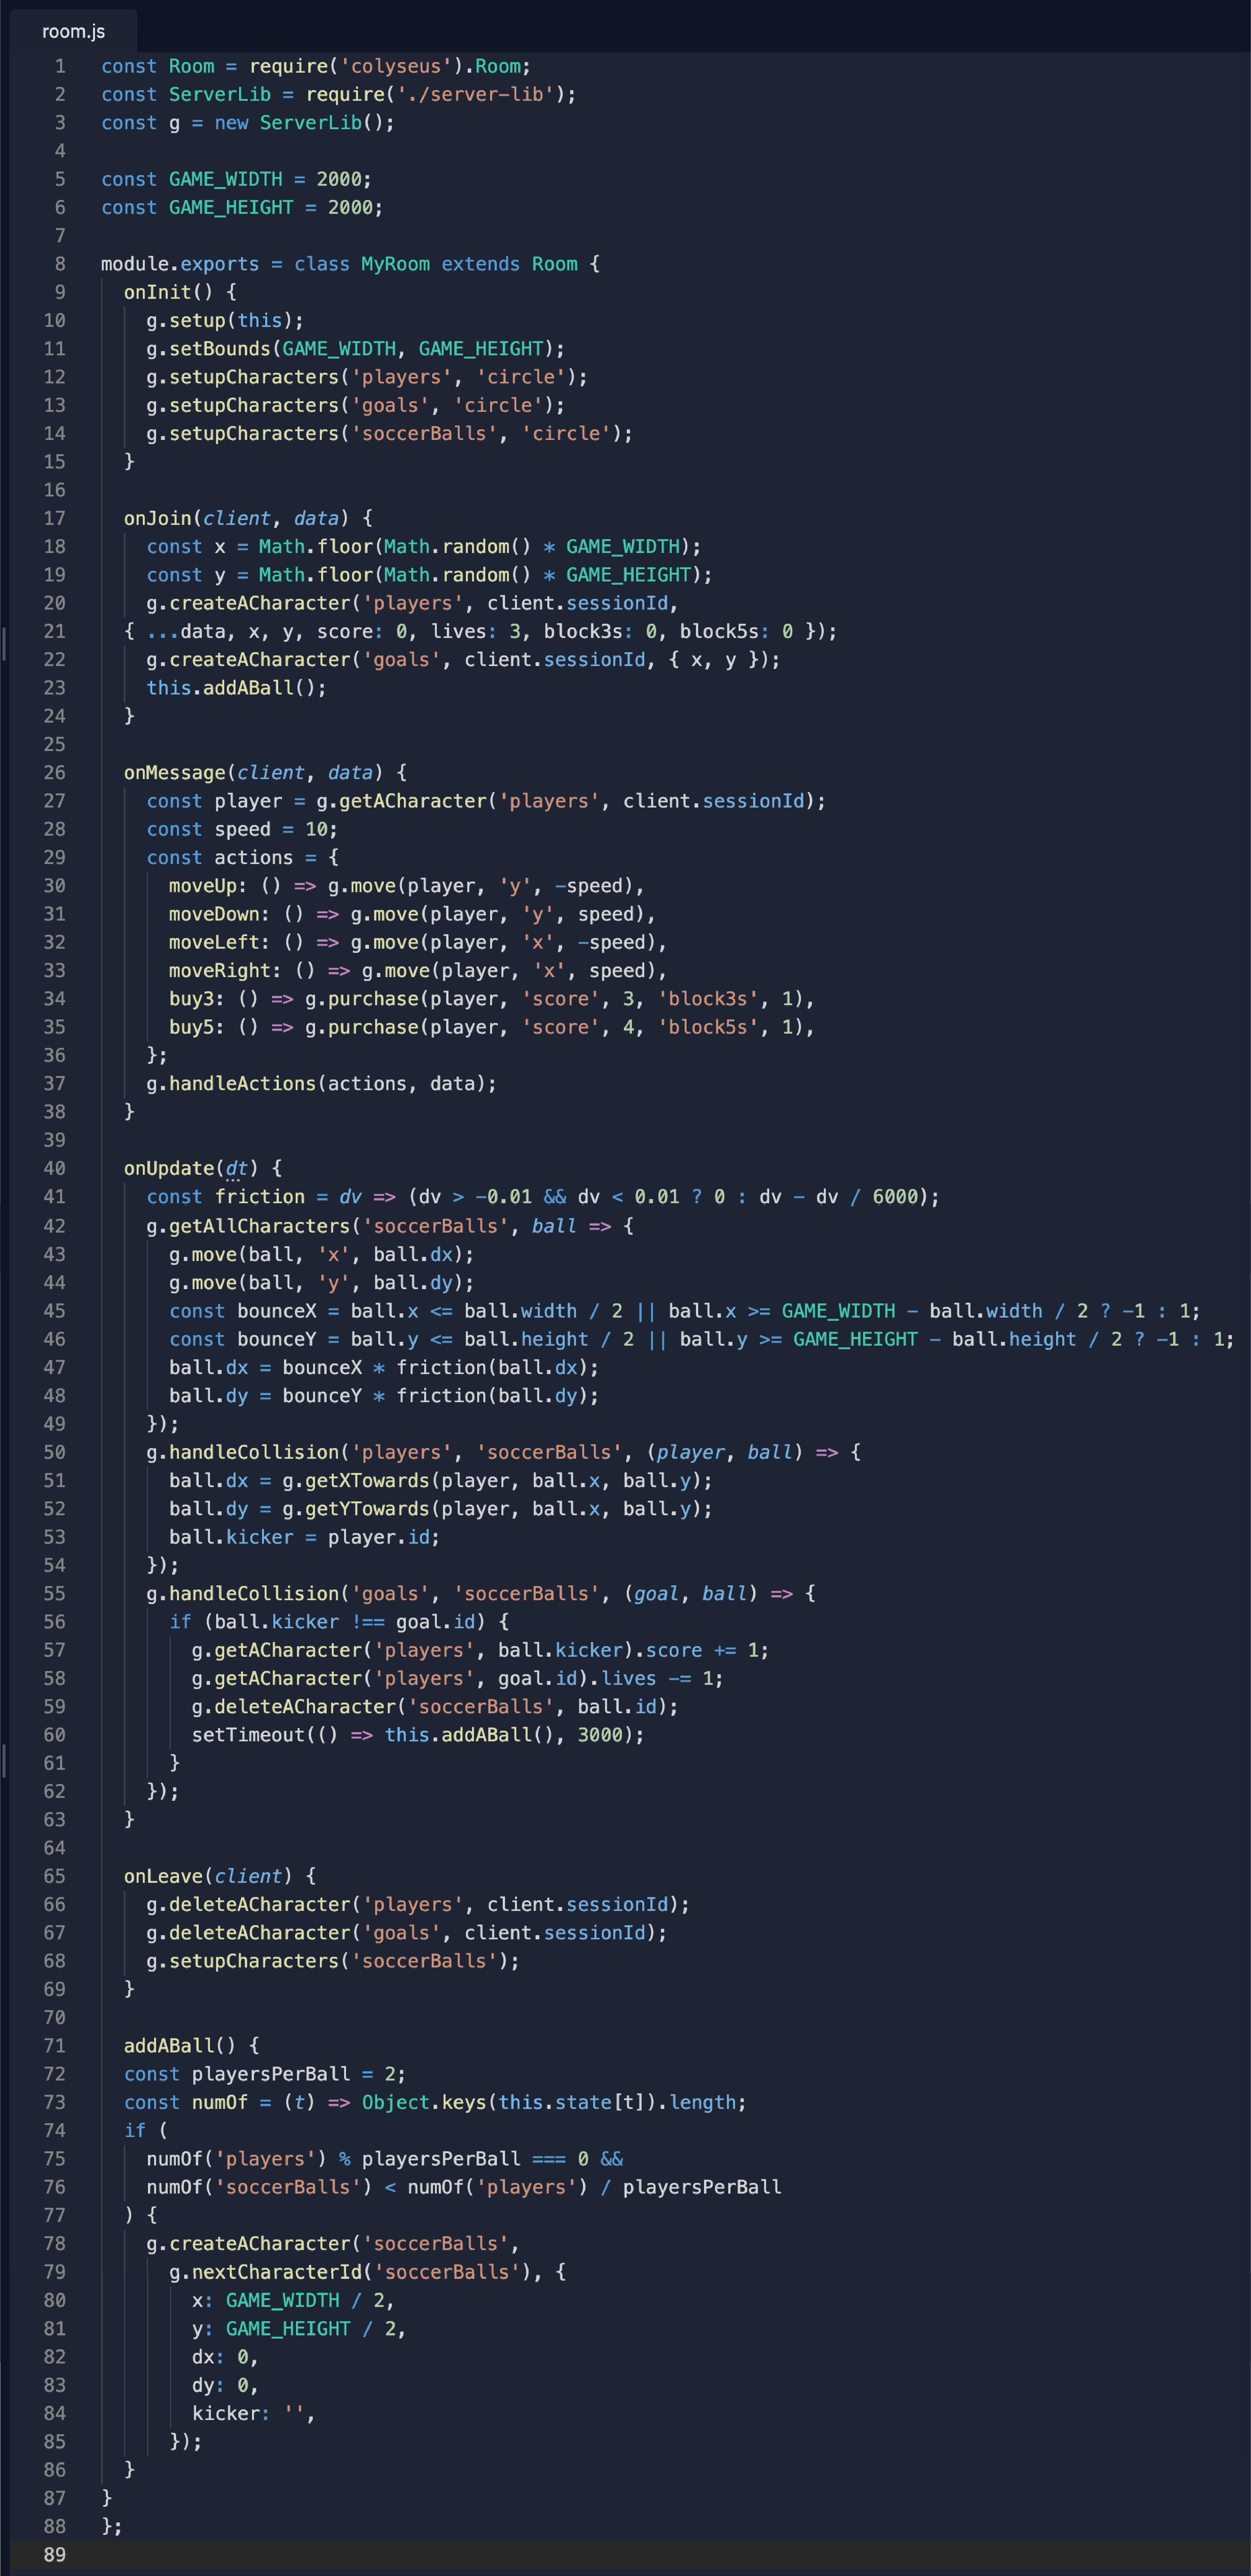 room.js
1 const Room = require('colyseus').Room;
2 const ServerLib = require('./server-lib');
3 const g = new ServerLib();
4
5 const GAME_WIDTH = 2000;
6 const GAME_HEIGHT = 2000;
7
8 module.exports = class MyRoom extends Room {
9 onInit() {
10 g.setup(this);
11 g.setBounds(GAME_WIDTH, GAME_HEIGHT);
12 g.setupCharacters('players', 'circle');
13 g.setupCharacters('goals', 'circle');
14 g.setupCharacters('soccerBalls', 'circle');
15 }
16
17 onJoin(client, data) {
18 const x = Math.floor(Math.random() * GAME_WIDTH);
19 const y = Math.floor(Math.random() * GAME_HEIGHT);
20 g.createACharacter('players', client.sessionId,
21 { ...data, x, y, score: 0, lives: 3, block3s: 0, block5s: 0 });
22 g.createACharacter('goals', client.sessionId, { x, y });
23 this.addABall();
24 }
25
26 onMessage(client, data) {
27 const player = g.getACharacter('players', client.sessionId);
28 const speed = 10;
29 const actions = {
30 moveUp: () => g.move(player, 'y', -speed),
31 moveDown: () => g.move(player, 'y', speed),
32 moveLeft: () => g.move(player, 'x', -speed),
33 moveRight: () => g.move(player, 'x', speed),
34 buy3: () => g.purchase(player, 'score', 3, 'block3s', 1),
35 buy5: () => g.purchase(player, 'score', 4, 'block5s', 1),
36 };
37 g.handleActions(actions, data);
38 }
39
40 onUpdate(dt) {
41 const friction = dv => (dv > -0.01 && dv < 0.01 ? 0 : dv - dv / 6000);
42 g.getAllCharacters('soccerBalls', ball => {
43 g.move(ball, 'x', ball.dx);
44 g.move(ball, 'y', ball.dy);
45 const bounceX = ball.x <= ball.width / 2 || ball.x >= GAME_WIDTH - ball.width / 2 ? -1 : 1;
46 const bounceY = ball.y <= ball.height / 2 || ball.y >= GAME_HEIGHT - ball.height / 2 ? -1 : 1;
47 ball.dx = bounceX * friction(ball.dx);
48 ball.dy = bounceY * friction(ball.dy);
49 });
50 g.handleCollision('players', 'soccerBalls', (player, ball) => {
51 ball.dx = g.getXTowards(player, ball.x, ball.y);
52 ball.dy = g.getYTowards(player, ball.x, ball.y);
53 ball.kicker = player.id;
54 });
55 g.handleCollision('goals', 'soccerBalls', (goal, ball) => {
56 if (ball.kicker !== goal.id) {
57 g.getACharacter('players', ball.kicker).score += 1;
58 g.getACharacter('players', goal.id).lives -= 1;
59 g.deleteACharacter('soccerBalls', ball.id);
60 setTimeout(() => this.addABall(), 3000);
61 }
62 });
63 }
64
65 onLeave(client) {
66 g.deleteACharacter('players', client.sessionId);
67 g.deleteACharacter('goals', client.sessionId);
68 g.setupCharacters('soccerBalls');
69 }
70
71 addABall() {
72 const playersPerBall = 2;
73 const numOf = (t) => Object.keys(this.state[t]).length;
74 if (
75 numOf('players') % playersPerBall === 0 &&
76 numOf('soccerBalls') < numOf('players') / playersPerBall
77 ) {
78 g.createACharacter('soccerBalls',
79 g.nextCharacterId('soccerBalls'), {
80 x: GAME_WIDTH / 2,
81 y: GAME_HEIGHT / 2,
82 dx: 0,
83 dy: 0,
84 kicker: '',
85 });
86 }
87 }
88 };
89